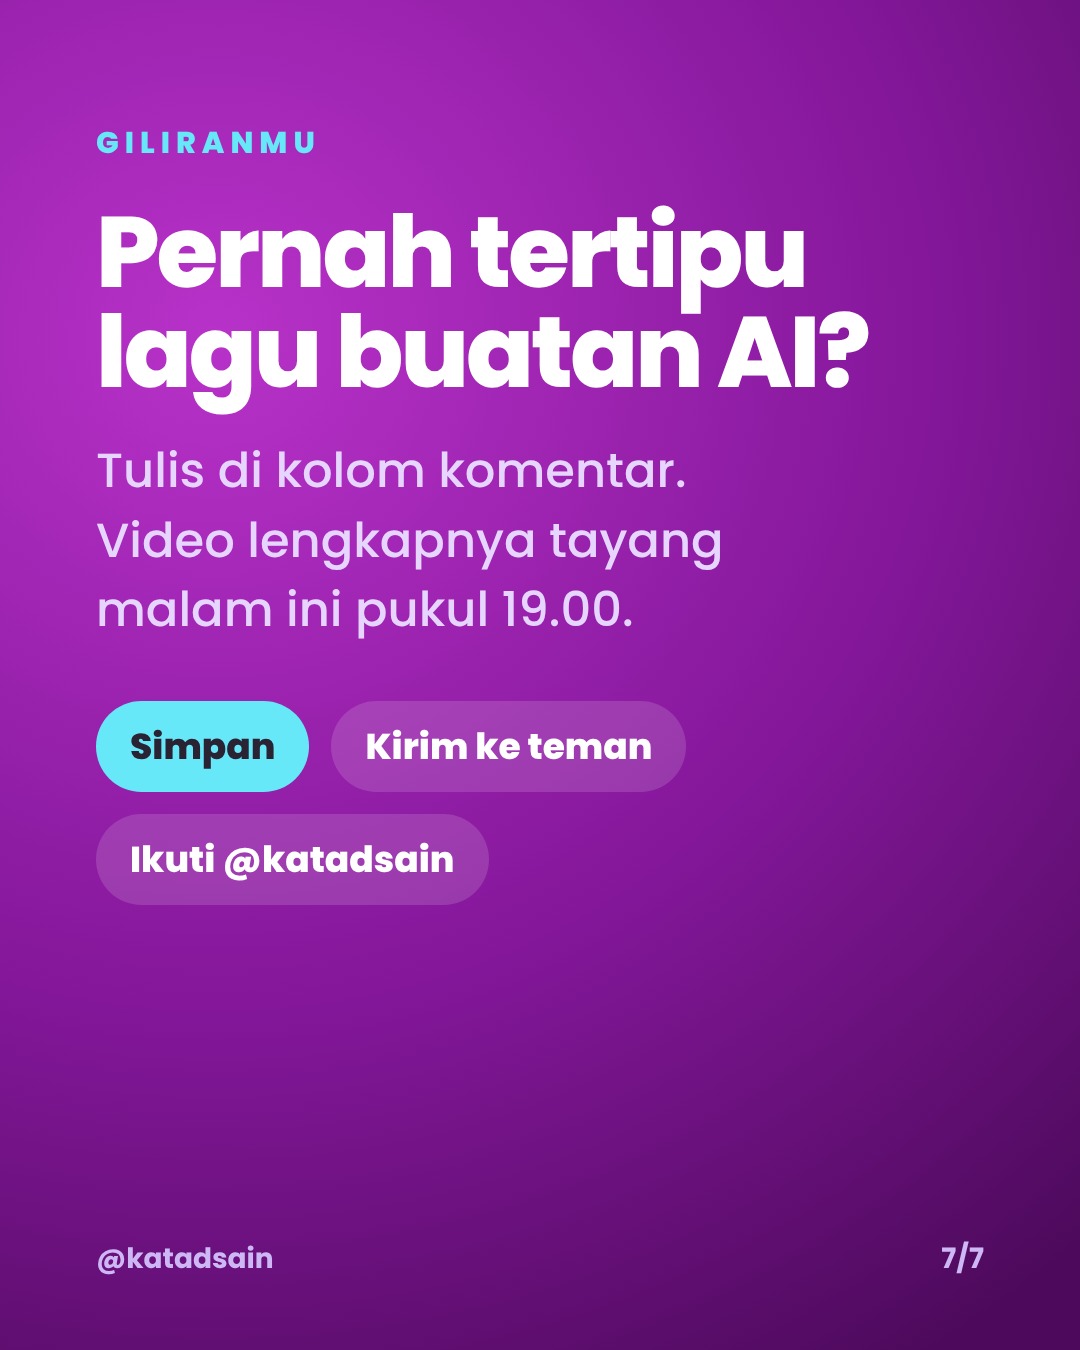 GILIRANMU
Pernah tertipu
lagu buatan AI?
Tulis di kolom komentar.
Video lengkapnya tayang
malam ini pukul 19.00.
Simpan
Kirim ke teman
Ikuti @katadsain
@katadsain
7/7